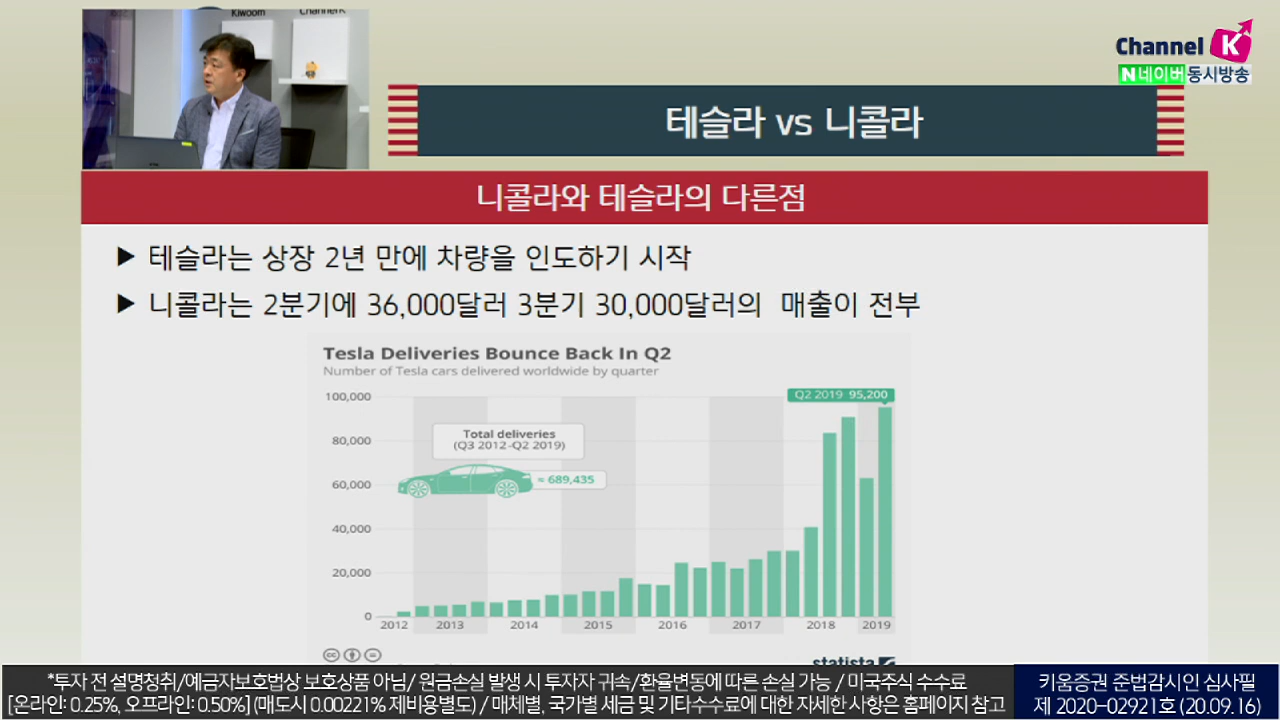 Kiwoom
ChannelK
Channel K
N 네이버 동시방송
테슬라 vs 니콜라
니콜라와 테슬라의 다른점
▶ 테슬라는 상장 2년 만에 차량을 인도하기 시작
▶ 니콜라는 2분기에 36,000달러 3분기 30,000달러의 매출이 전부
Tesla Deliveries Bounce Back In Q2
Number of Tesla cars delivered worldwide by quarter
100,000
80,000
60,000
40,000
20,000
0
Q2 2019 95,200
Total deliveries
(Q3 2012-Q2 2019)
≈ 689,435
2012 2013 2014 2015 2016 2017 2018 2019
cc
statista
*투자 전 설명청취/예금자보호법상 보호상품 아님/ 원금손실 발생 시 투자자 귀속/환율변동에 따른 손실 가능 / 미국주식 수수료
[온라인: 0.25%, 오프라인: 0.50%] (매도시 0.00221% 제비용별도) / 매체별, 국가별 세금 및 기타수수료에 대한 자세한 사항은 홈페이지 참고
키움증권 준법감시인 심사필
제 2020-02921호 (20.09.16)